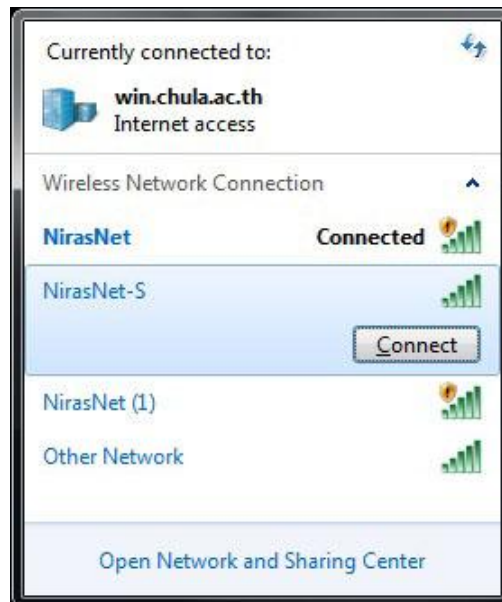 Currently connected to:
win.chula.ac.th
Internet access
Wireless Network Connection
NirasNet Connected
NirasNet-S
Connect
NirasNet (1)
Other Network
Open Network and Sharing Center